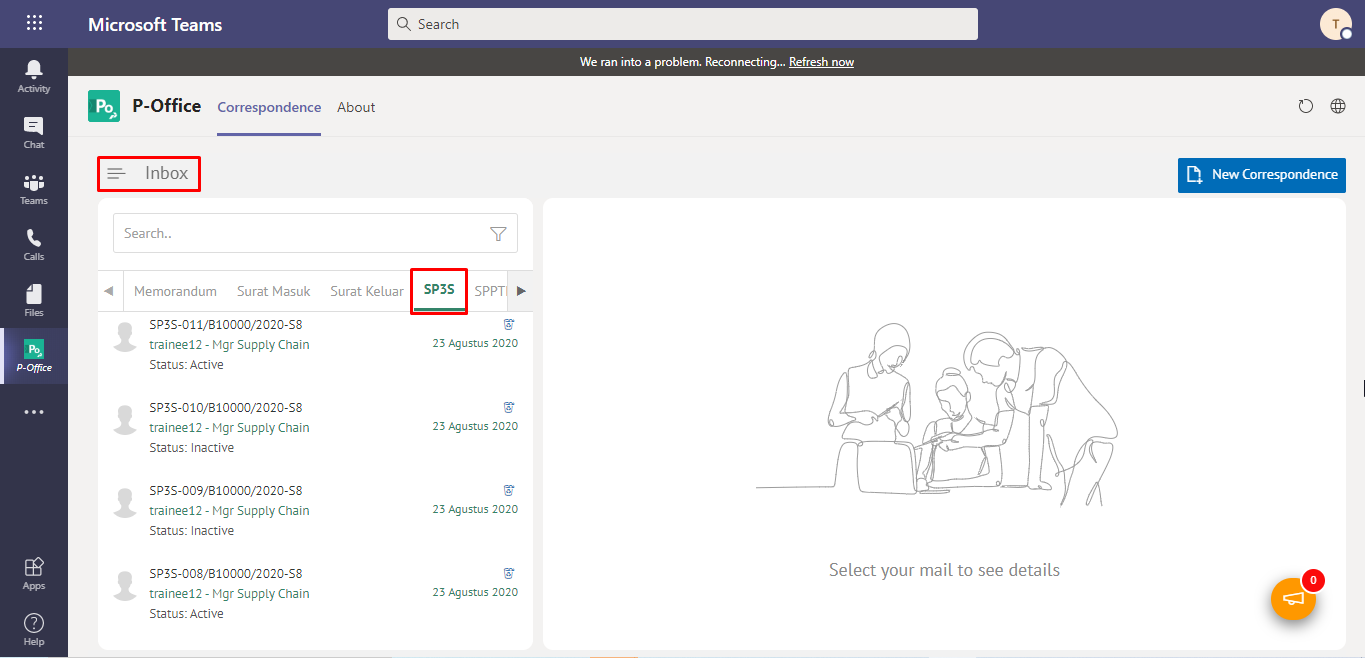 Microsoft Teams
Search
T
We ran into a problem. Reconnecting... Refresh now
Activity
Chat
Teams
Calls
Files
Po
P-Office
Apps
Help
Po
P-Office
Correspondence
About
Inbox
New Correspondence
Search..
Memorandum
Surat Masuk
Surat Keluar
SP3S
SP3S-011/B10000/2020-S8
trainee12 - Mgr Supply Chain
23 Agustus 2020
Status: Active
SP3S-010/B10000/2020-S8
trainee12 - Mgr Supply Chain
23 Agustus 2020
Status: Inactive
SP3S-009/B10000/2020-S8
trainee12 - Mgr Supply Chain
23 Agustus 2020
Status: Inactive
SP3S-008/B10000/2020-S8
trainee12 - Mgr Supply Chain
23 Agustus 2020
Status: Active
Select your mail to see details
0